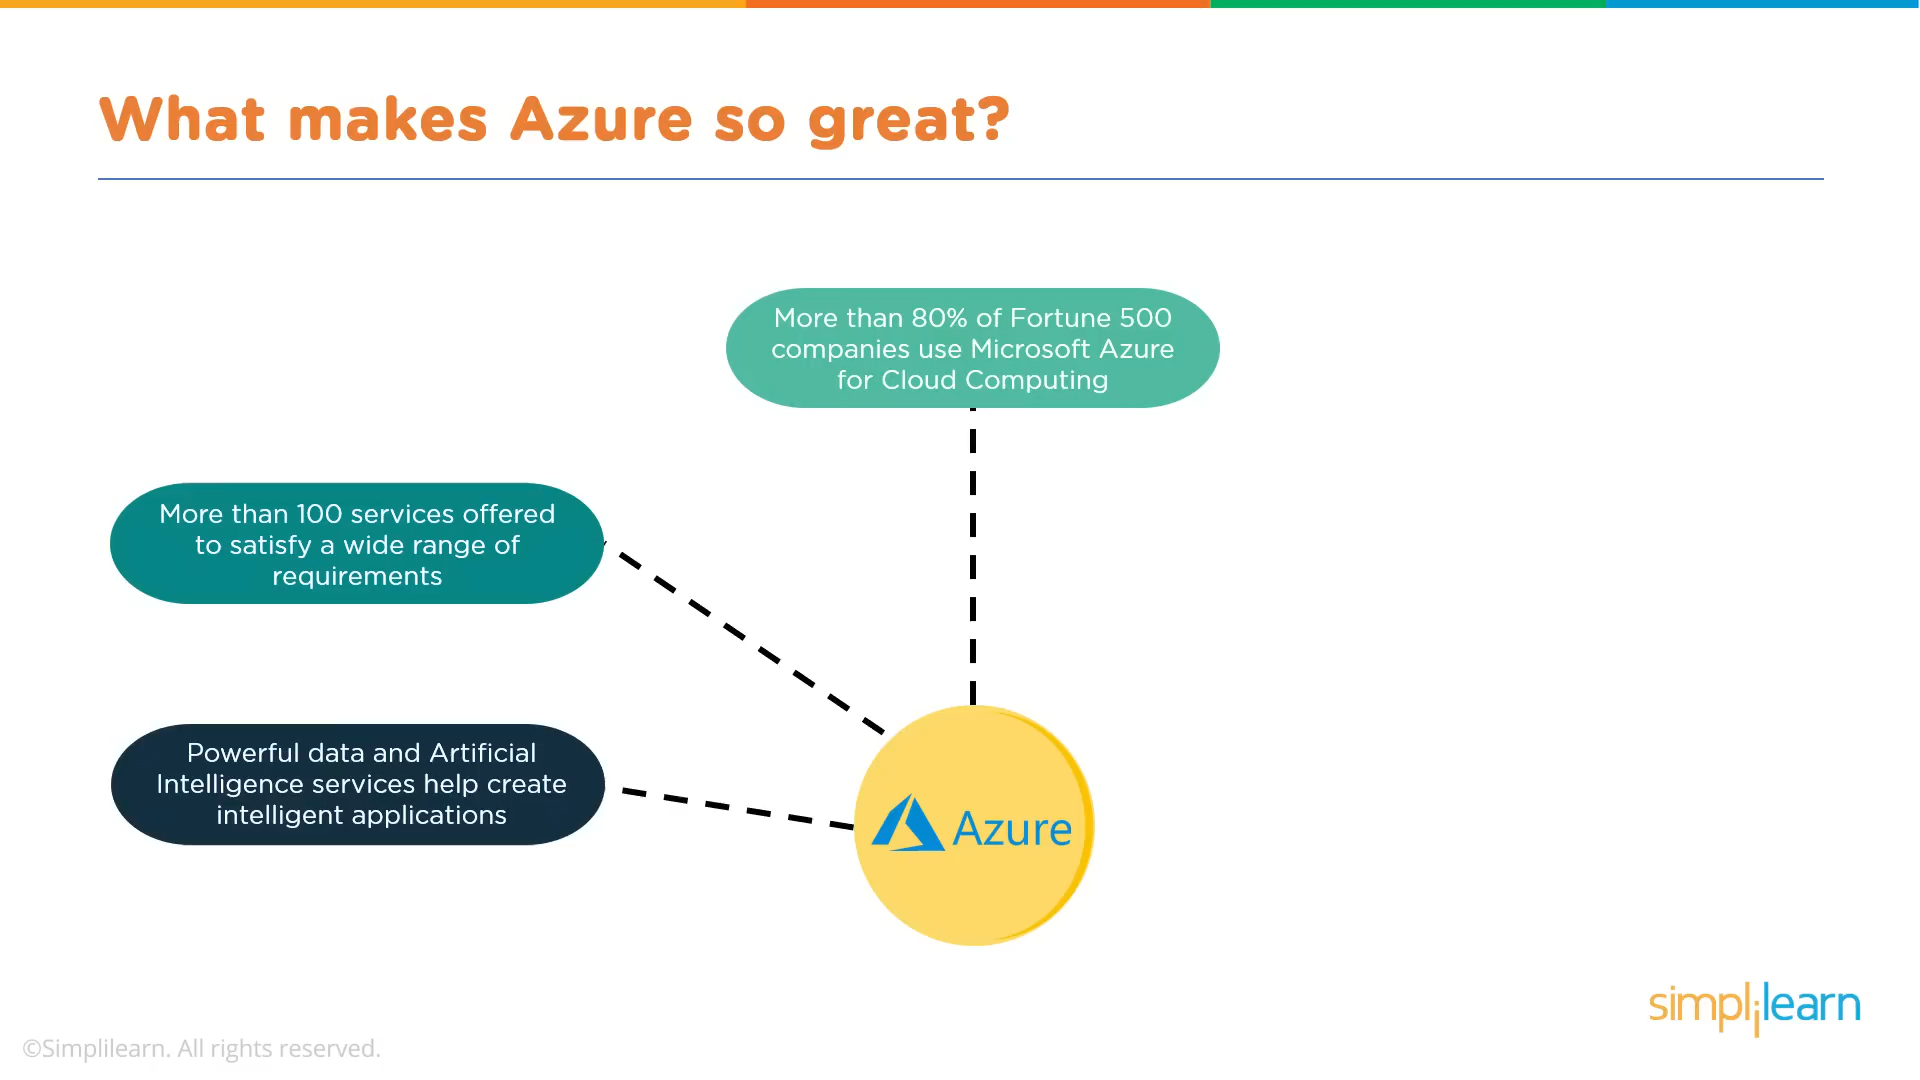 What makes Azure so great?
More than 80% of Fortune 500
companies use Microsoft Azure
for Cloud Computing
More than 100 services offered
to satisfy a wide range of
requirements
Powerful data and Artificial
Intelligence services help create
intelligent applications
Azure
simplilearn
©Simplilearn. All rights reserved.